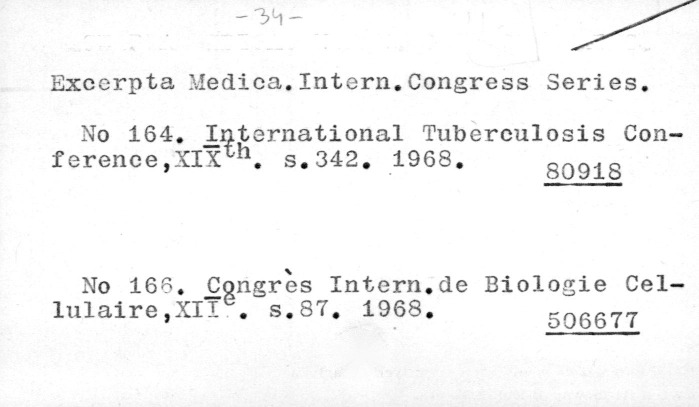 -34-
Excerpta Medica.Intern.Congress Series.
No 164. International Tuberculosis Con-
ference,XIXth. s.342. 1968.
80918
No 166. Congrès Intern.de Biologie Cel-
lulaire,XIIe. s.87. 1968.
506677